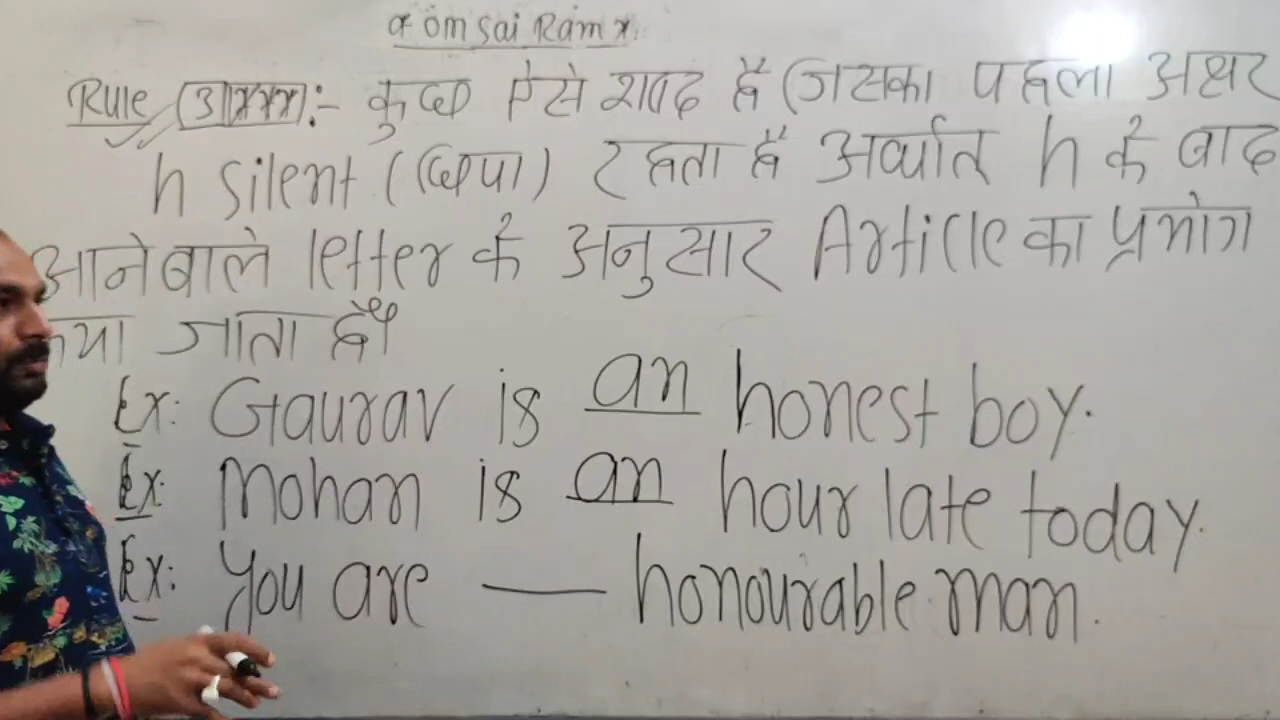 om Sai Ram
Rule :- कुछ ऐसे शब्द हैं जिसका पहला अक्षर
h Silent (छिपा) रहता है अर्थात h के बाद
आने बाले letter के अनुसार Article का प्रयोग
जाता है।
Ex: Gaurav is an honest boy.
Ex: Mohan is an hour late today.
Ex: You are — honourable man.